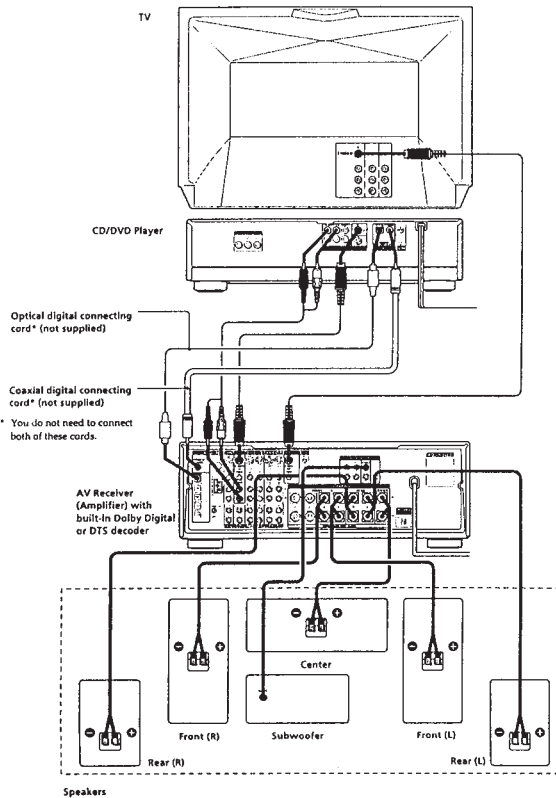 TV
CD/DVD Player
Optical digital connecting
cord* (not supplied)
Coaxial digital connecting
cord* (not supplied)
* You do not need to connect
both of these cords.
AV Receiver
(Amplifier) with
built-in Dolby Digital
or DTS decoder
Center
Front (R)
Subwoofer
Front (L)
Rear (R)
Rear (L)
Speakers